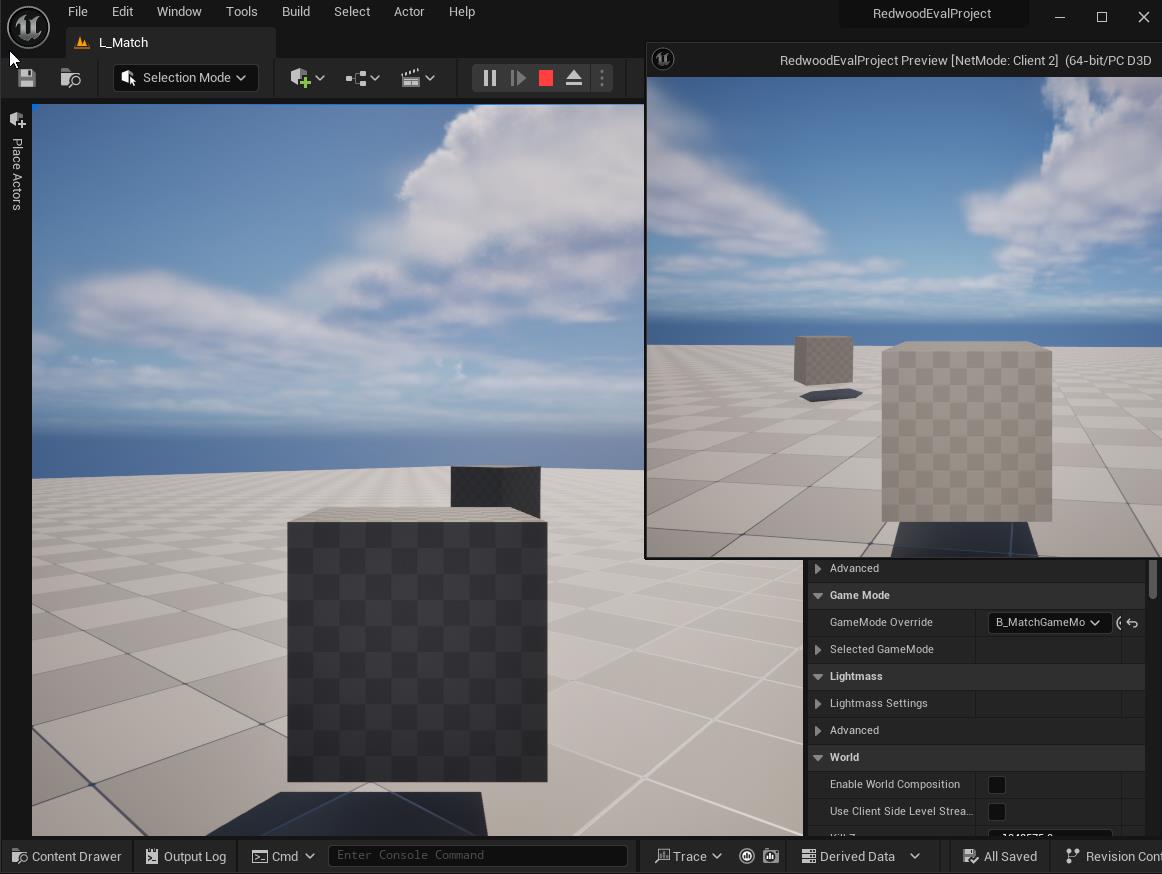 File Edit Window Tools Build Select Actor Help
RedwoodEvalProject
L_Match
Selection Mode
RedwoodEvalProject Preview [NetMode: Client 2] (64-bit/PC D3D
Place Actors
Advanced
Game Mode
GameMode Override B_MatchGameMo
Selected GameMode
Lightmass
Lightmass Settings
Advanced
World
Enable World Composition
Use Client Side Level Strea...
Content Drawer Output Log Cmd Enter Console Command Trace Derived Data All Saved Revision Cont